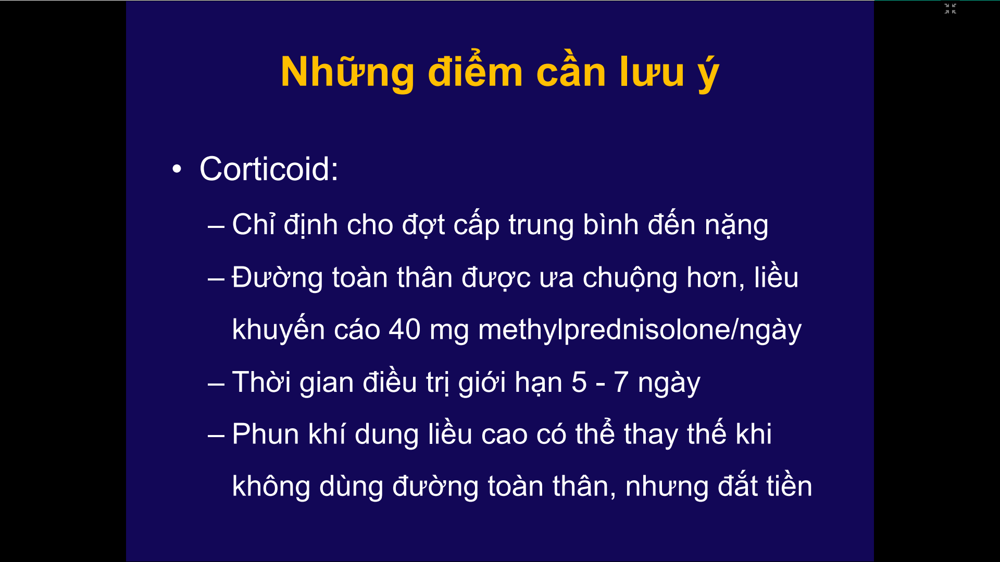 Những điểm cần lưu ý
• Corticoid:
– Chỉ định cho đợt cấp trung bình đến nặng
– Đường toàn thân được ưa chuộng hơn, liều
khuyến cáo 40 mg methylprednisolone/ngày
– Thời gian điều trị giới hạn 5 - 7 ngày
– Phun khí dung liều cao có thể thay thế khi
không dùng đường toàn thân, nhưng đắt tiền